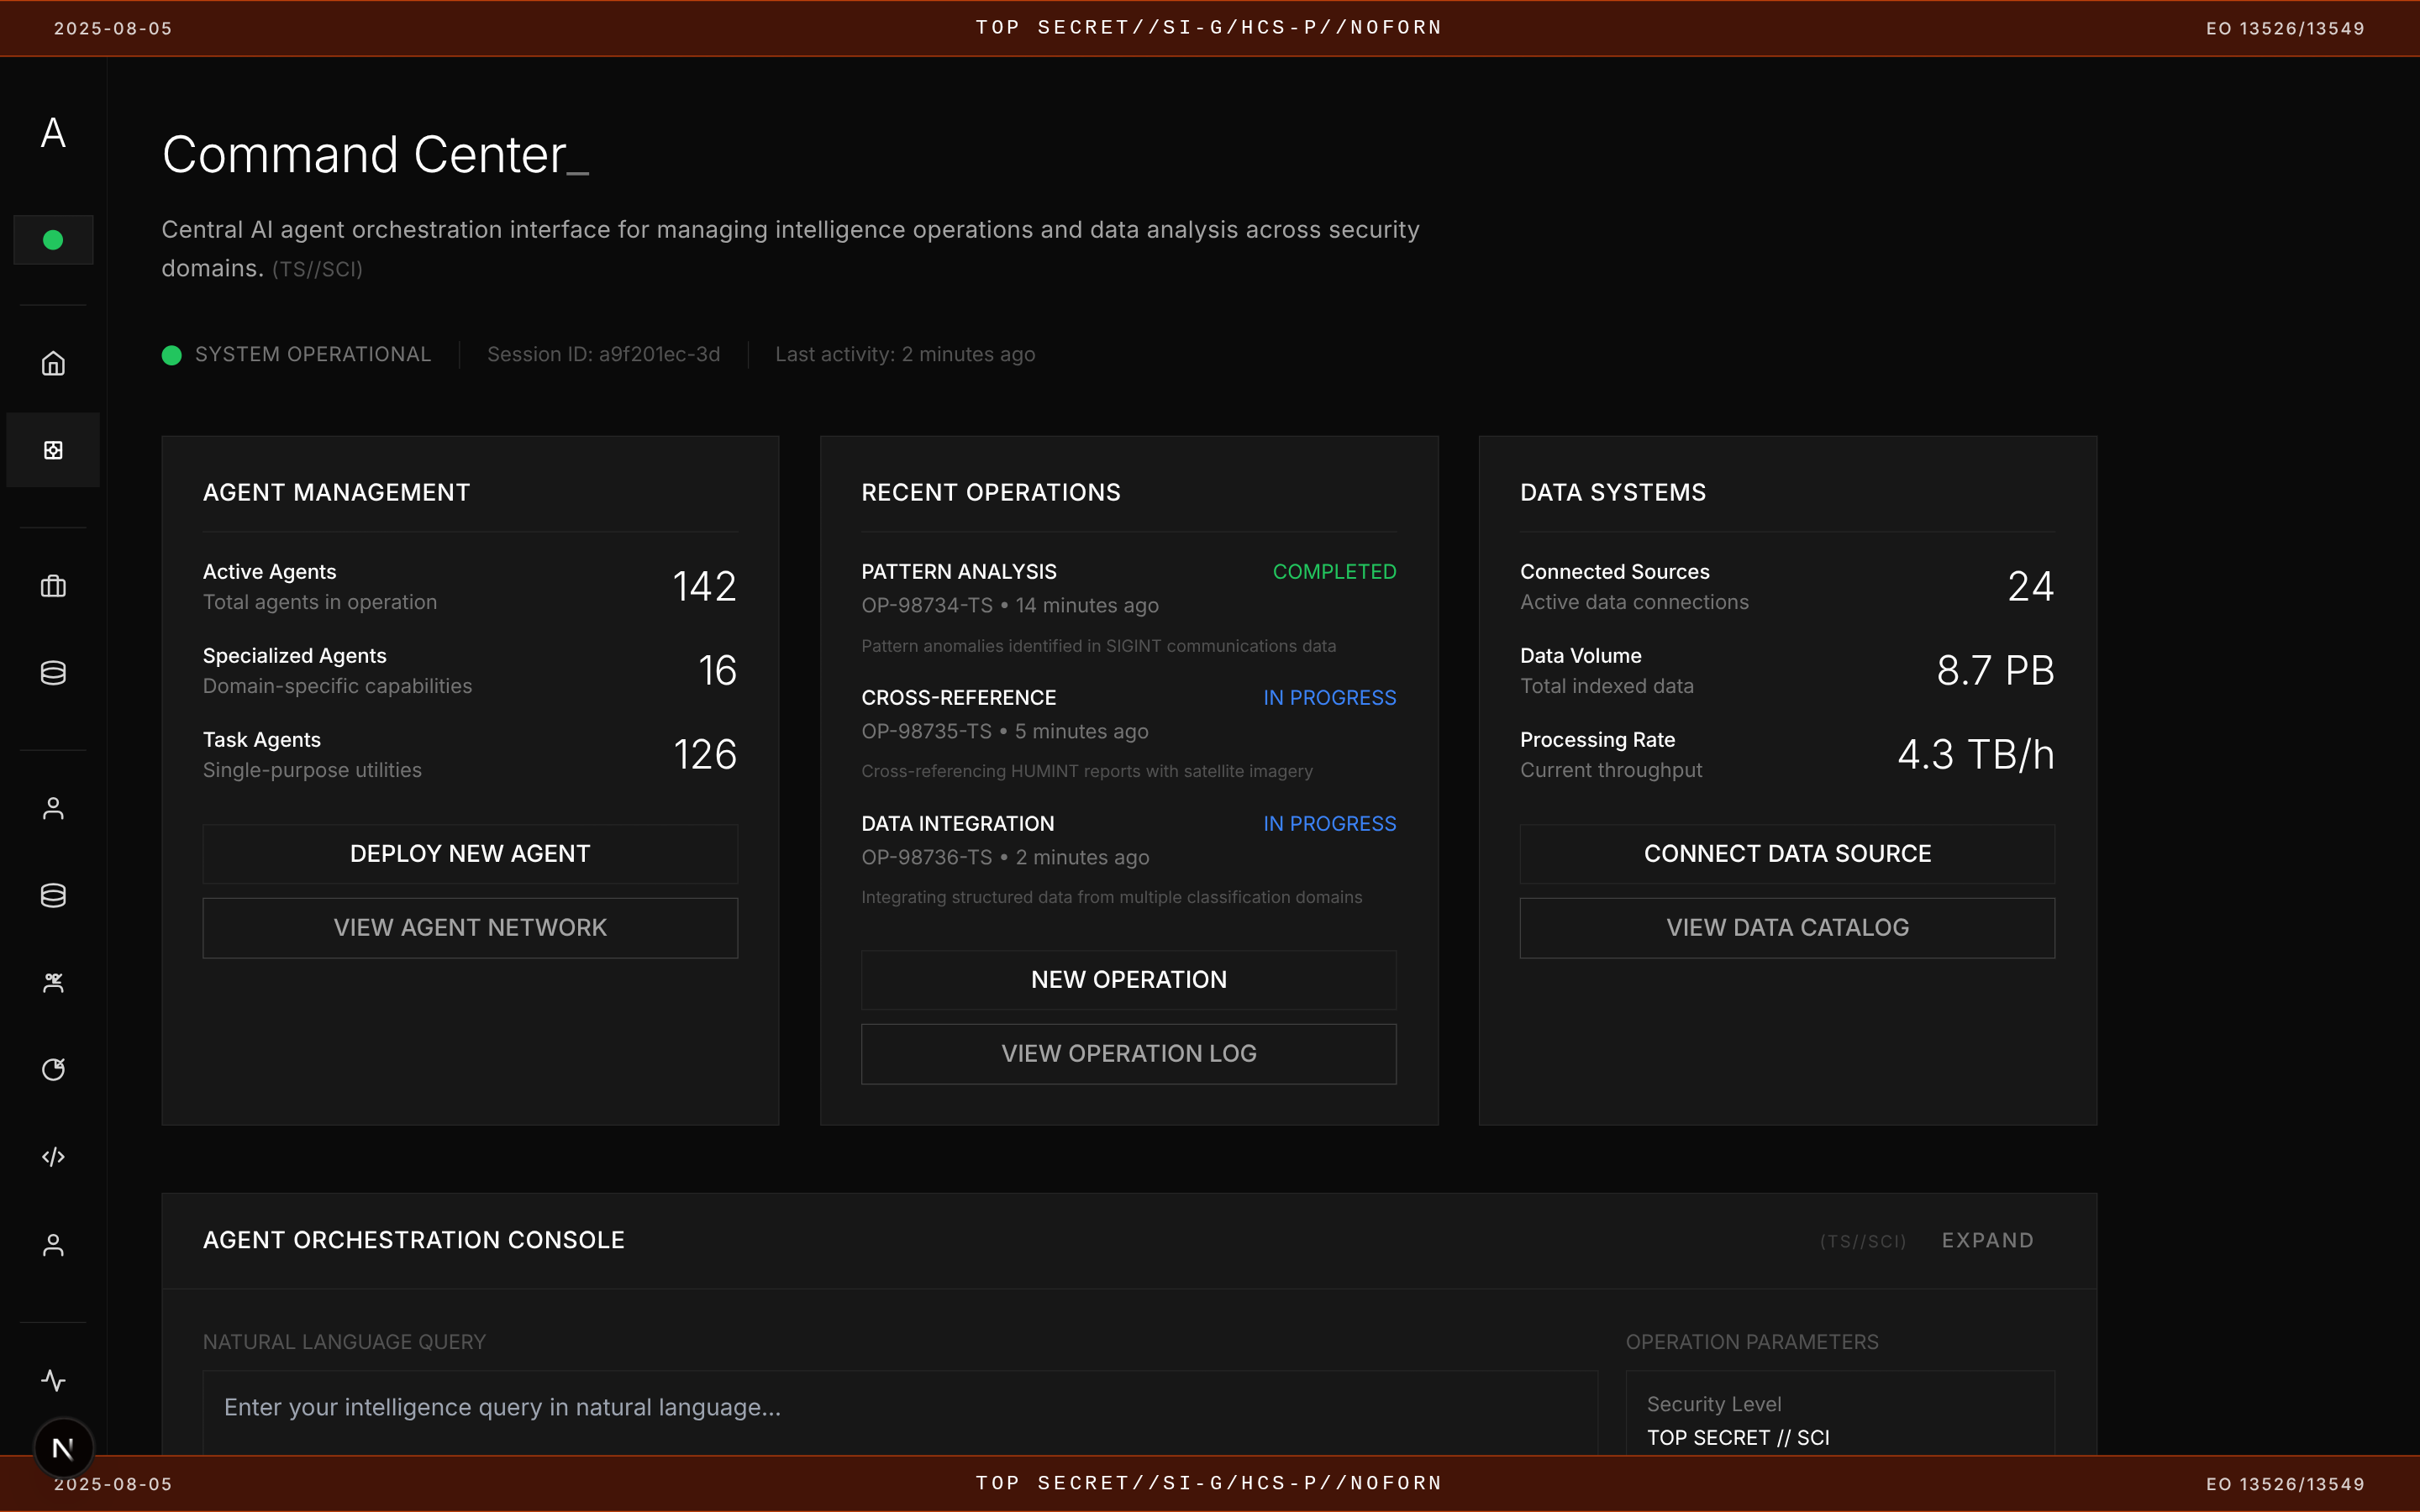 2025-08-05
TOP SECRET//SI-G/HCS-P//NOFORN
EO 13526/13549
A
Command Center_
Central AI agent orchestration interface for managing intelligence operations and data analysis across security
domains. (TS//SCI)
SYSTEM OPERATIONAL
Session ID: a9f201ec-3d
Last activity: 2 minutes ago
AGENT MANAGEMENT
Active Agents
142
Total agents in operation
Specialized Agents
16
Domain-specific capabilities
Task Agents
126
Single-purpose utilities
DEPLOY NEW AGENT
VIEW AGENT NETWORK
RECENT OPERATIONS
PATTERN ANALYSIS
COMPLETED
OP-98734-TS • 14 minutes ago
Pattern anomalies identified in SIGINT communications data
CROSS-REFERENCE
IN PROGRESS
OP-98735-TS • 5 minutes ago
Cross-referencing HUMINT reports with satellite imagery
DATA INTEGRATION
IN PROGRESS
OP-98736-TS • 2 minutes ago
Integrating structured data from multiple classification domains
NEW OPERATION
VIEW OPERATION LOG
DATA SYSTEMS
Connected Sources
24
Active data connections
Data Volume
8.7 PB
Total indexed data
Processing Rate
4.3 TB/h
Current throughput
CONNECT DATA SOURCE
VIEW DATA CATALOG
AGENT ORCHESTRATION CONSOLE
(TS//SCI)
EXPAND
NATURAL LANGUAGE QUERY
Enter your intelligence query in natural language...
OPERATION PARAMETERS
Security Level
TOP SECRET // SCI
N
2025-08-05
TOP SECRET//SI-G/HCS-P//NOFORN
EO 13526/13549